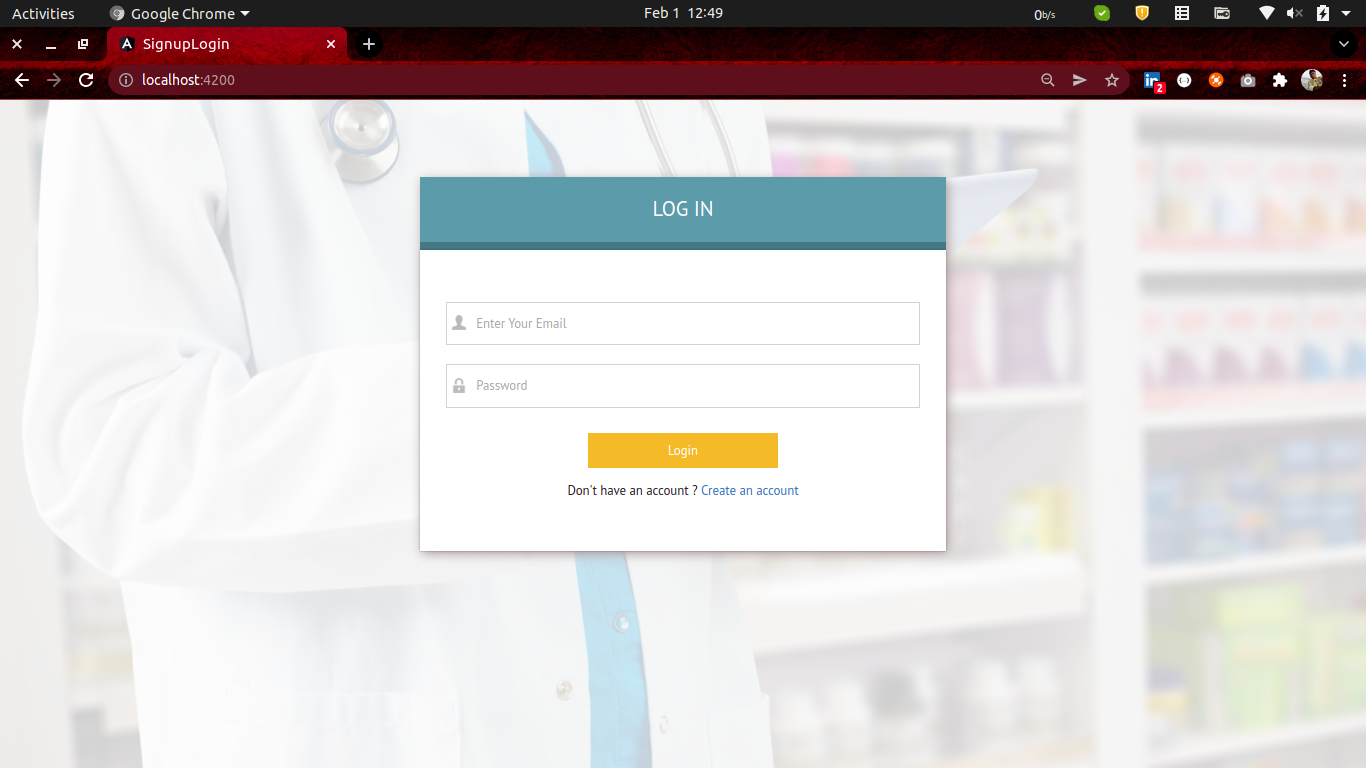 Activities Google Chrome Feb 1 12:49 0b/s
SignupLogin
localhost:4200 2
LOG IN
Enter Your Email
Password
Login
Don't have an account ? Create an account